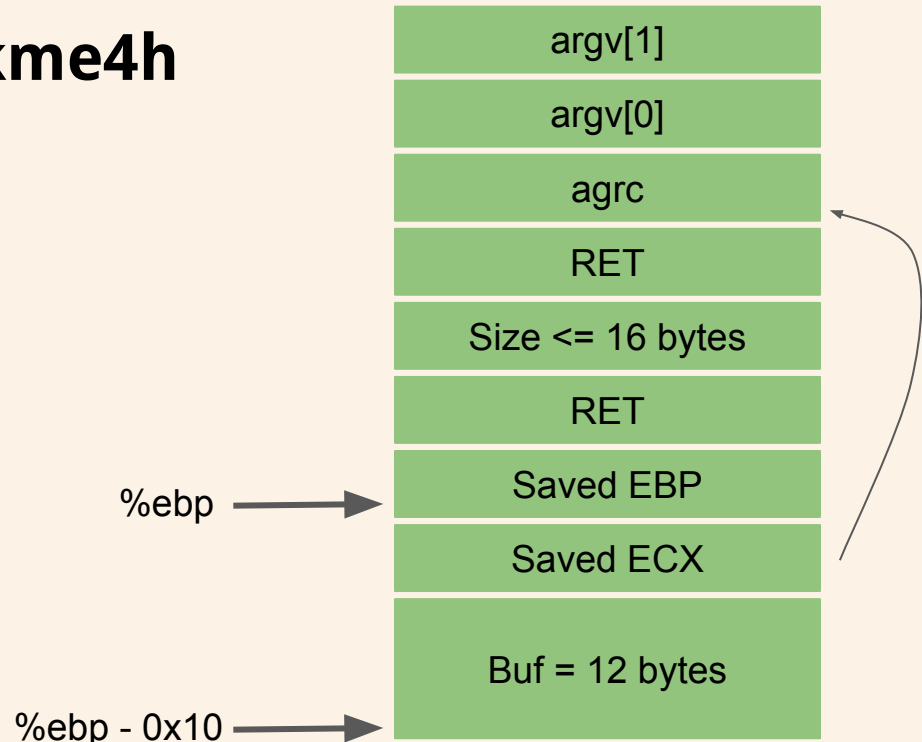 argv[1]
xme4h
argv[0]
agrc
RET
Size <= 16 bytes
RET
Saved EBP
%ebp
Saved ECX
Buf = 12 bytes
%ebp - 0x10